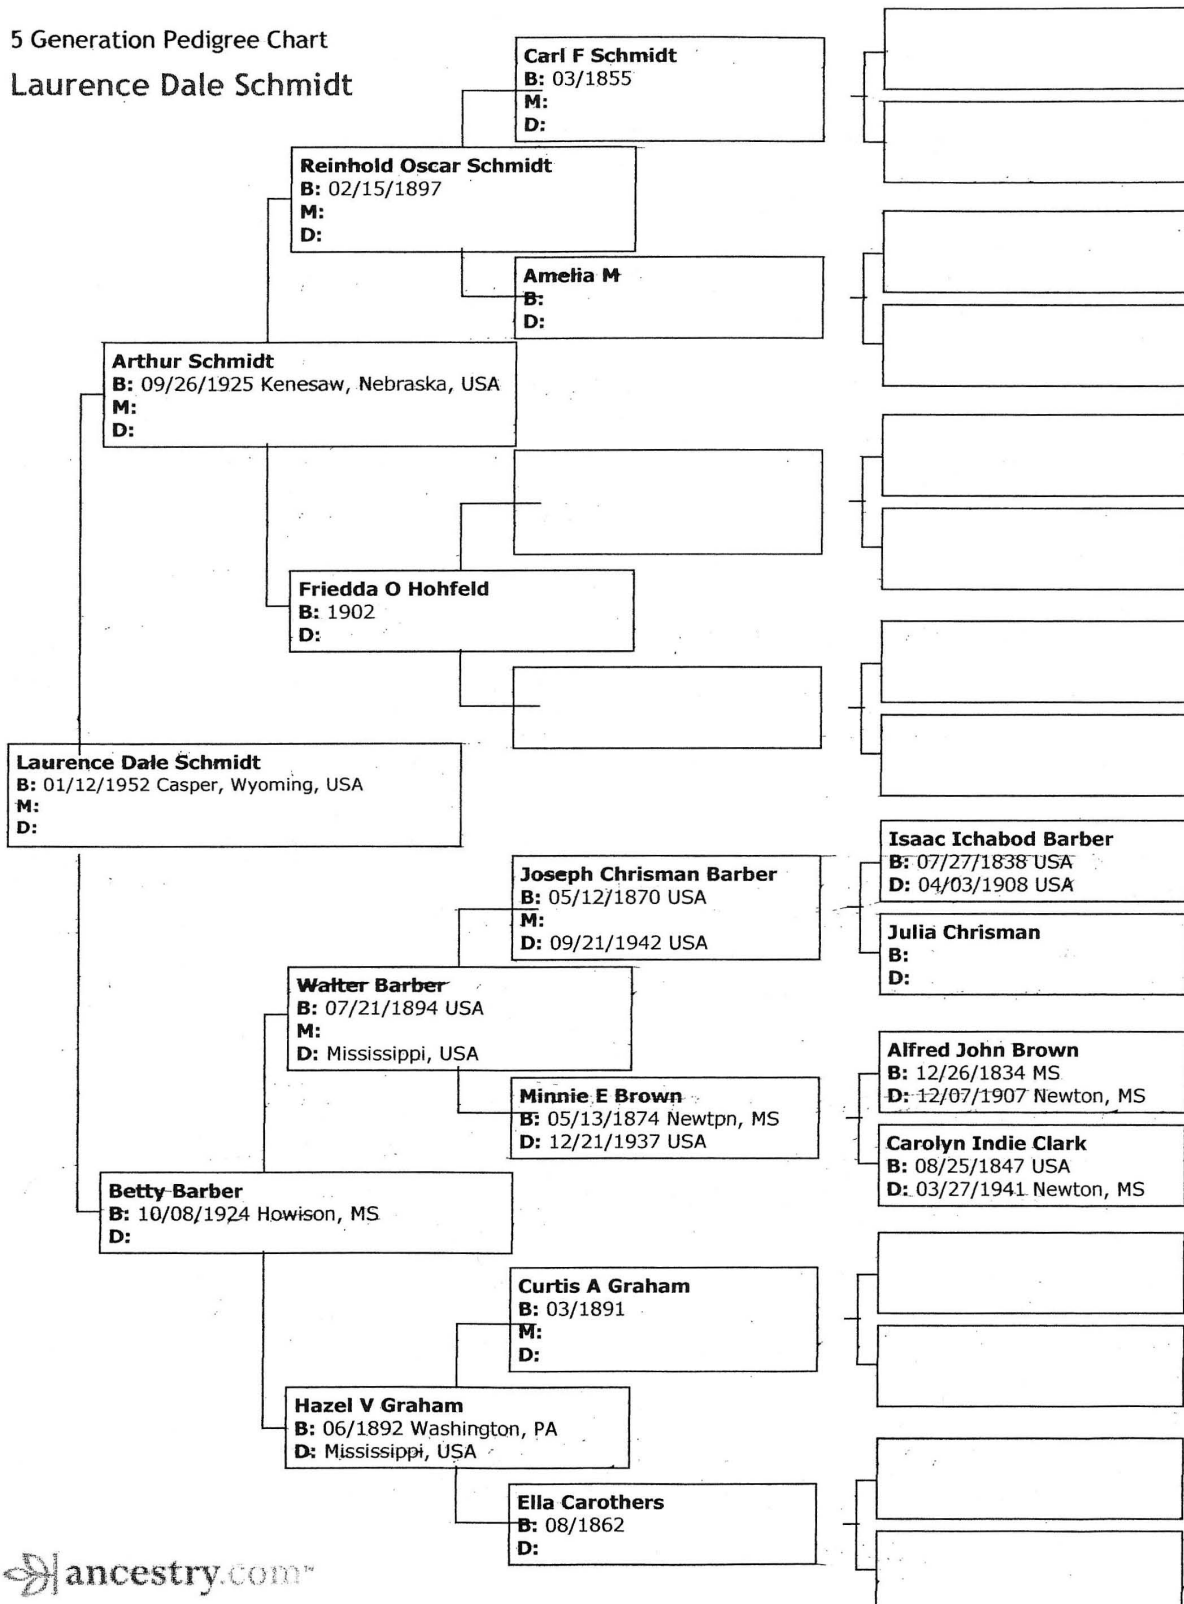 5 Generation Pedigree Chart
Laurence Dale Schmidt
Carl F Schmidt
B: 03/1855
M:
D:
Reinhold Oscar Schmidt
B: 02/15/1897
M:
D:
Amelia M
B:
D:
Arthur Schmidt
B: 09/26/1925 Kenesaw, Nebraska, USA
M:
D:
Friedda O Hohfeld
B: 1902
D:
Laurence Dale Schmidt
B: 01/12/1952 Casper, Wyoming, USA
M:
D:
Isaac Ichabod Barber
B: 07/27/1838 USA
D: 04/03/1908 USA
Joseph Chrisman Barber
B: 05/12/1870 USA
M:
D: 09/21/1942 USA
Julia Chrisman
B:
D:
Walter Barber
B: 07/21/1894 USA
M:
D: Mississippi, USA
Alfred John Brown
B: 12/26/1834 MS
D: 12/07/1907 Newton, MS
Minnie E Brown
B: 05/13/1874 Newtpn, MS
D: 12/21/1937 USA
Carolyn Indie Clark
B: 08/25/1847 USA
D: 03/27/1941 Newton, MS
Betty Barber
B: 10/08/1924 Howison, MS
D:
Curtis A Graham
B: 03/1891
M:
D:
Hazel V Graham
B: 06/1892 Washington, PA
D: Mississippi, USA
Ella Carothers
B: 08/1862
D:
ancestry.com™